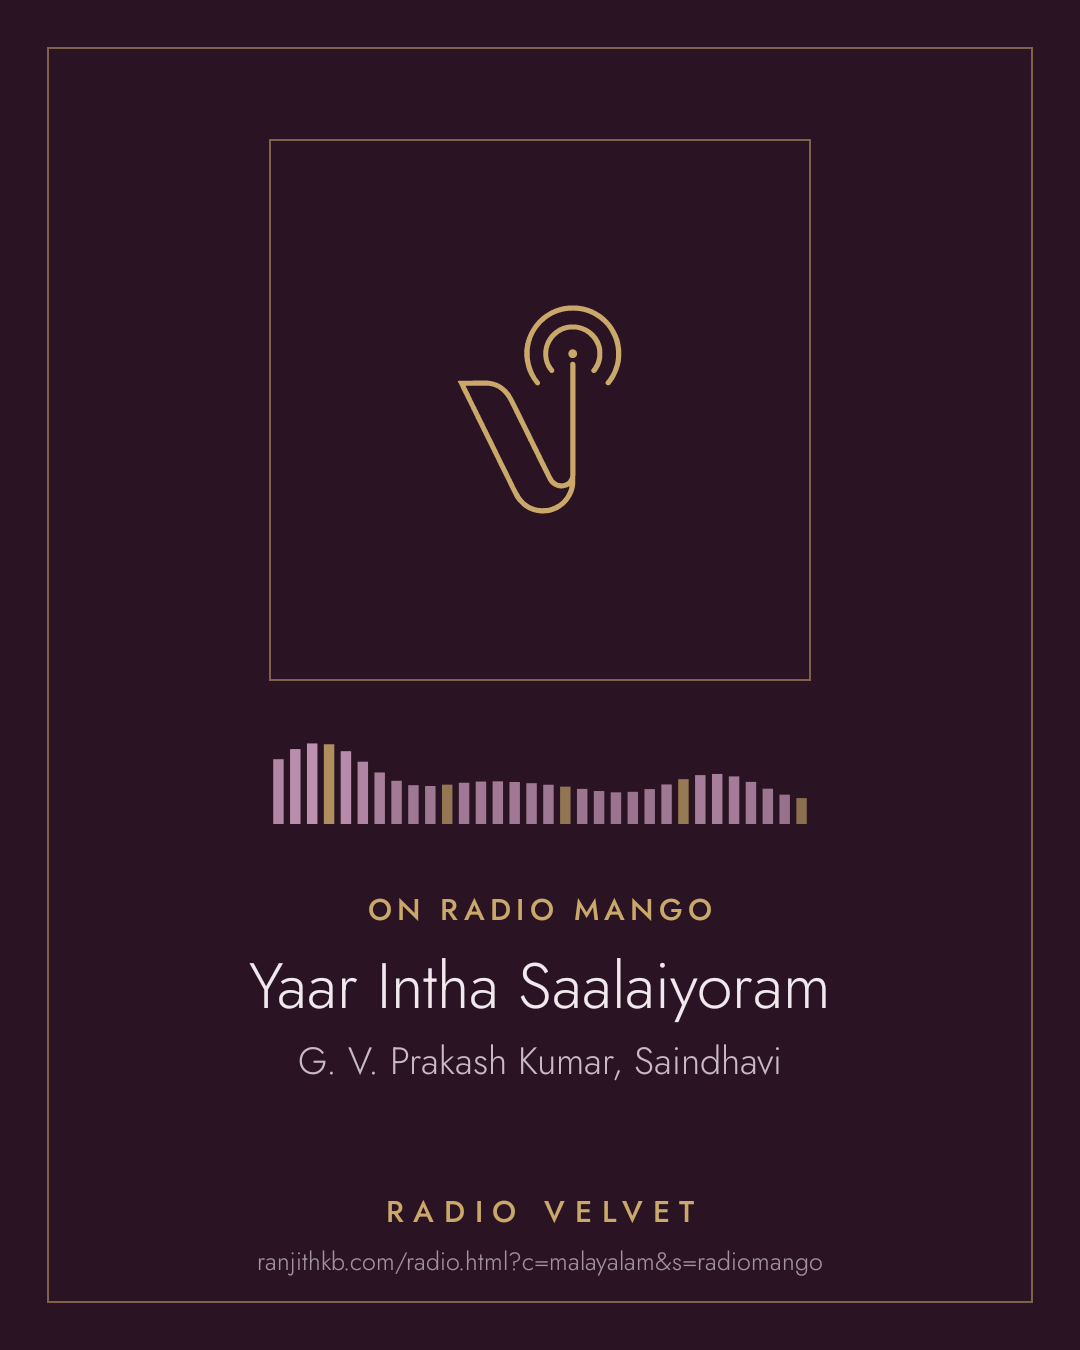 ON RADIO MANGO
Yaar Intha Saalaiyoram
G. V. Prakash Kumar, Saindhavi
RADIO VELVET
ranjithkb.com/radio.html?c=malayalam&s=radiomango